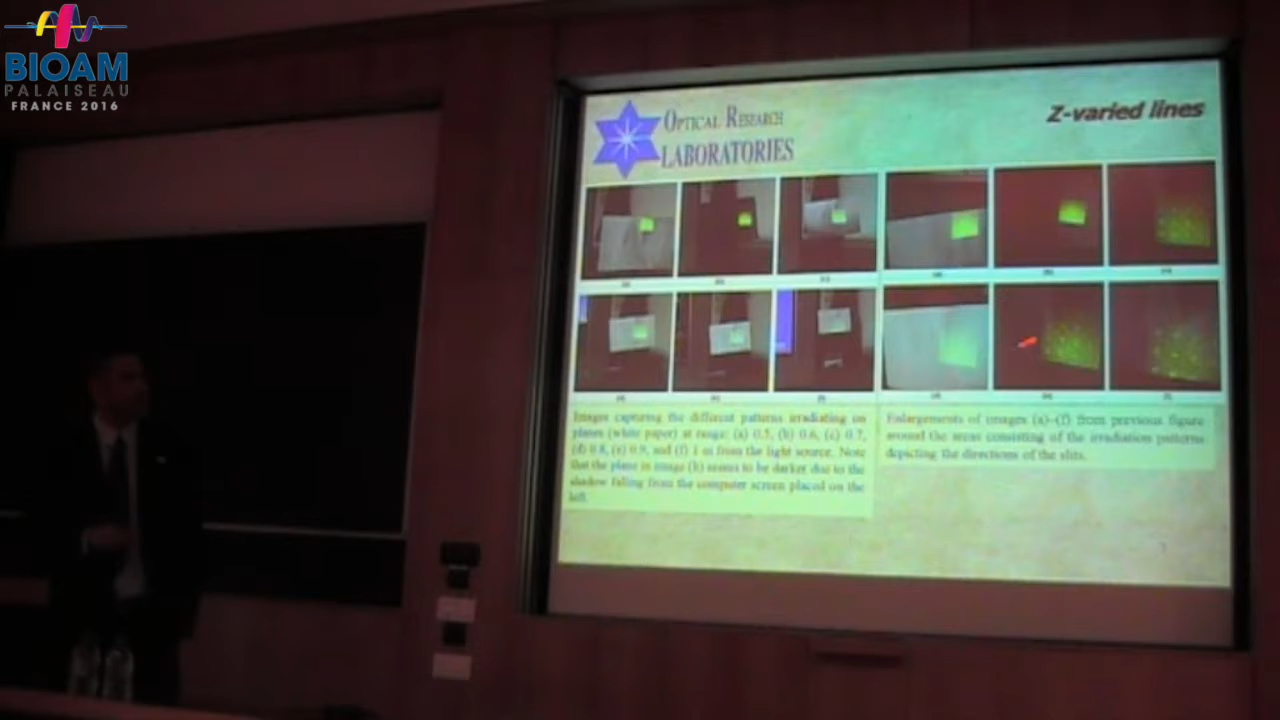 BIOAM
PALAISEAU
FRANCE 2016
OPTICAL RESEARCH
LABORATORIES
Z-varied lines
Images capturing the different patterns irradiating on
plates (white paper) at range: (a) 0.5, (b) 0.6, (c) 0.7,
(d) 0.8, (e) 0.9, and (f) 1 m from the light source. Note
that the plane in image (b) seems to be darker due to the
shadow falling from the computer screen placed on the
left.
Enlargements of images (a)–(f) from previous figure
around the areas consisting of the irradiation patterns
depicting the directions of the slits.